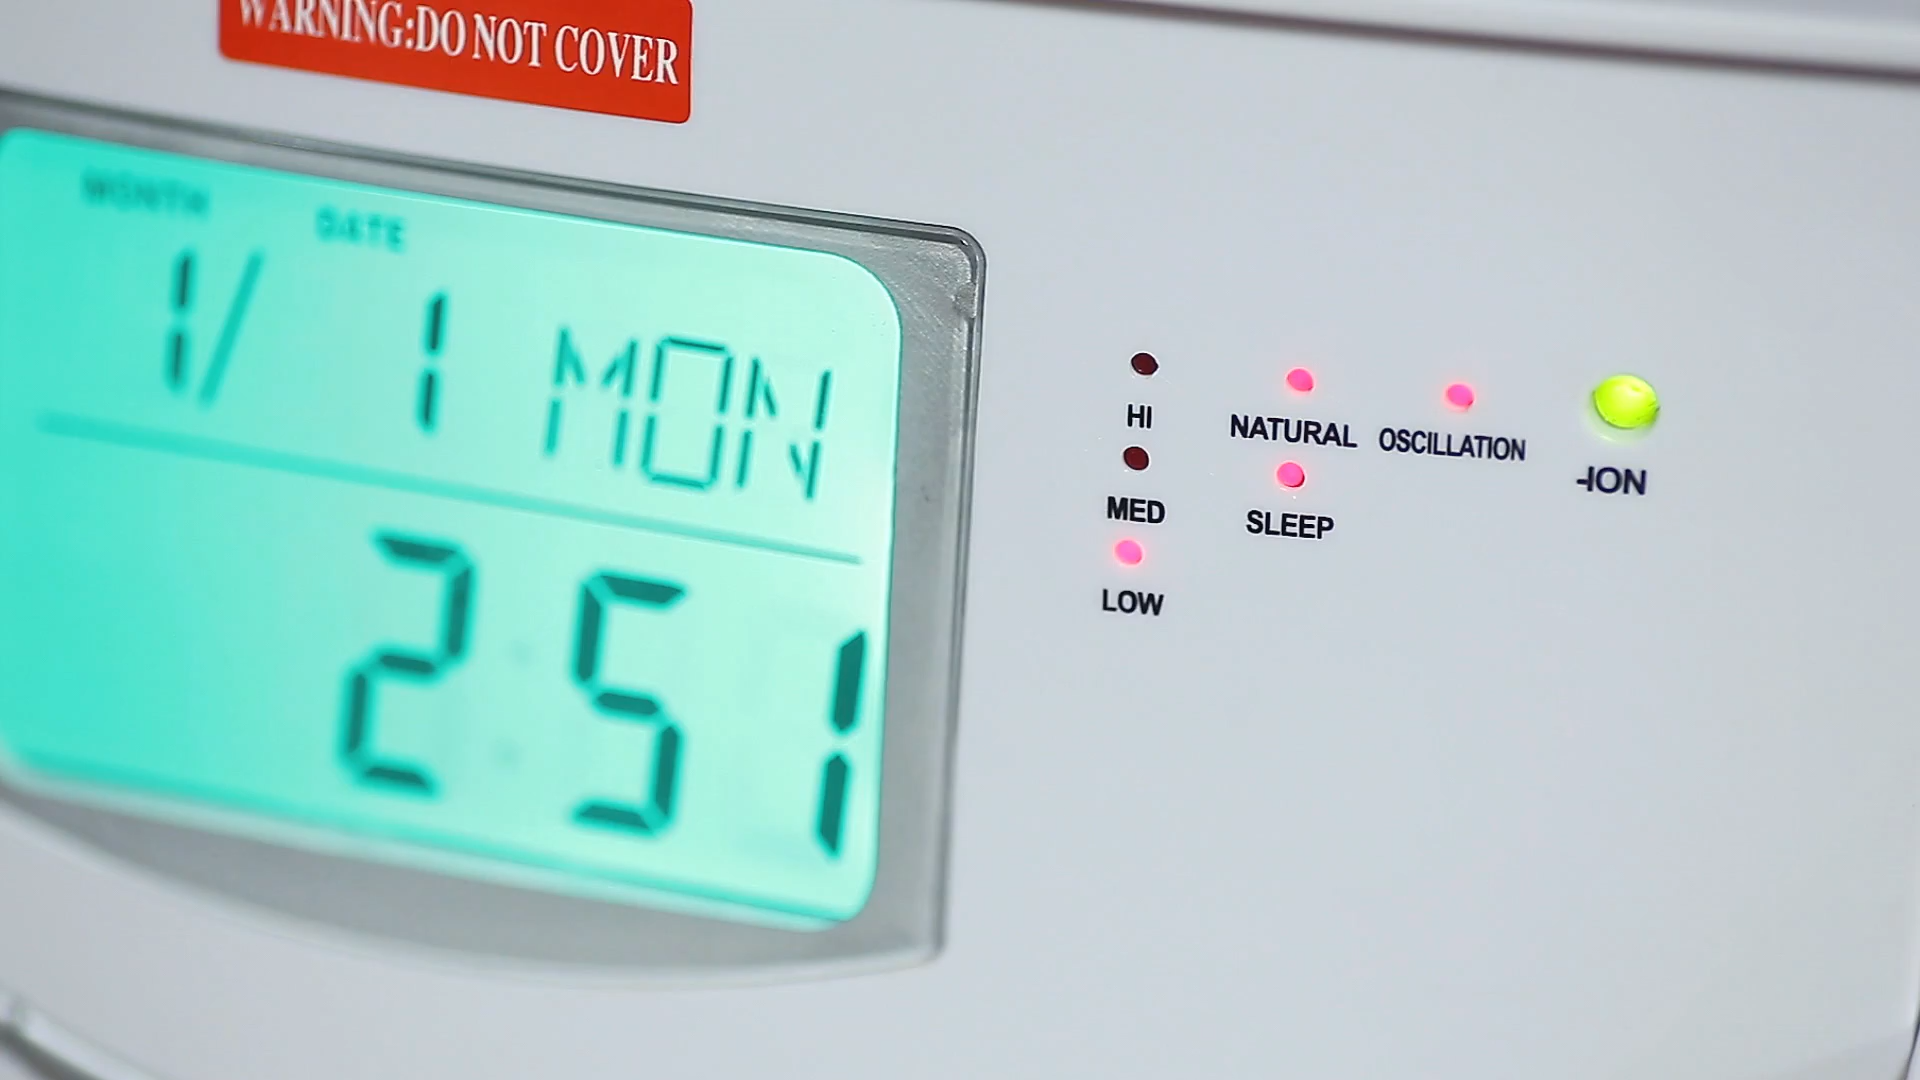 WARNING:DO NOT COVER
MONTH DATE
1/ 1 MON
2:51
HI
NATURAL
OSCILLATION
-ION
MED
SLEEP
LOW